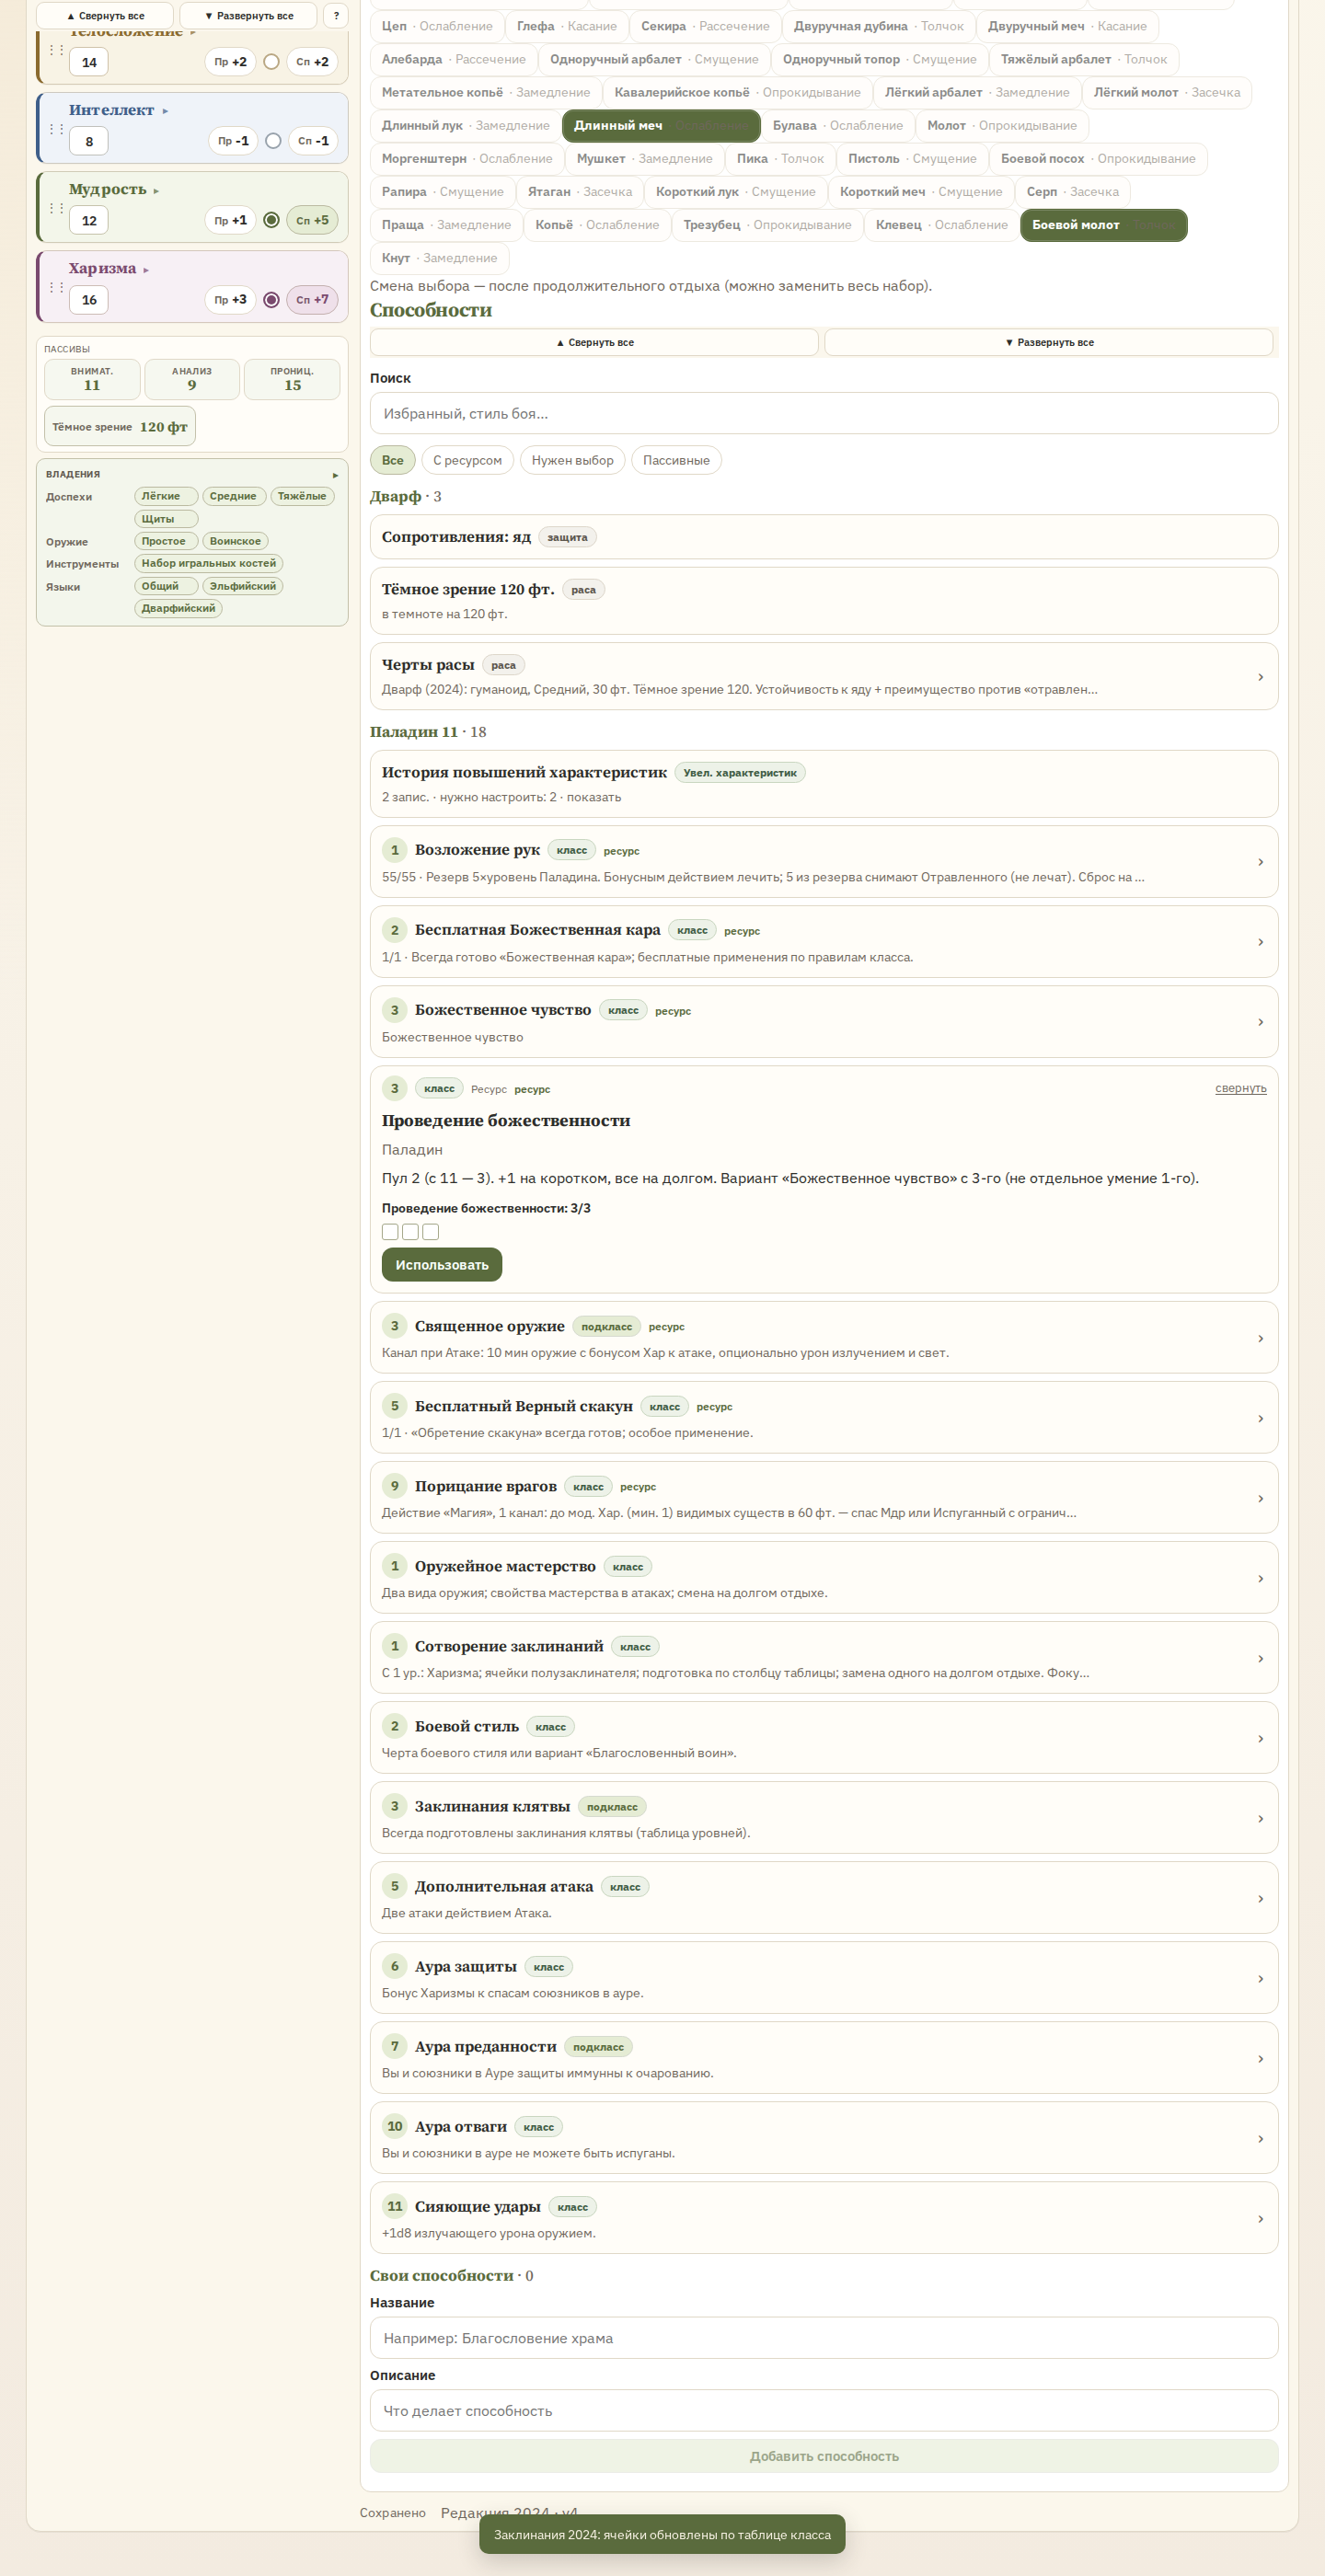 ▲ Свернуть все ▼ Развернуть все ?
Телосложение ▸
14 Пр +2 Сп +2
Интеллект ▸
8 Пр -1 Сп -1
Мудрость ▸
12 Пр +1 Сп +5
Харизма ▸
16 Пр +3 Сп +7
ПАССИВЫ
ВНИМАТ. АНАЛИЗ ПРОНИЦ.
11 9 15
Тёмное зрение 120 фт
ВЛАДЕНИЯ ▸
Доспехи Лёгкие Средние Тяжёлые
Щиты
Оружие Простое Воинское
Инструменты Набор игральных костей
Языки Общий Эльфийский
Дварфийский
Цеп · Ослабление Глефа · Касание Секира · Рассечение Двуручная дубина · Толчок Двуручный меч · Касание
Алебарда · Рассечение Одноручный арбалет · Смущение Одноручный топор · Смущение Тяжёлый арбалет · Толчок
Метательное копьё · Замедление Кавалерийское копьё · Опрокидывание Лёгкий арбалет · Замедление Лёгкий молот · Засечка
Длинный лук · Замедление Длинный меч Булава · Ослабление Молот · Опрокидывание
Моргенштерн · Ослабление Мушкет · Замедление Пика · Толчок Пистоль · Смущение Боевой посох · Опрокидывание
Рапира · Смущение Ятаган · Засечка Короткий лук · Смущение Короткий меч · Смущение Серп · Засечка
Праща · Замедление Копьё · Ослабление Трезубец · Опрокидывание Клевец · Ослабление Боевой молот
Кнут · Замедление
Смена выбора — после продолжительного отдыха (можно заменить весь набор).
Способности
▲ Свернуть все ▼ Развернуть все
Поиск
Избранный, стиль боя...
Все С ресурсом Нужен выбор Пассивные
Дварф · 3
Сопротивления: яд защита
Тёмное зрение 120 фт. раса
в темноте на 120 фт.
Черты расы раса
Дварф (2024): гуманоид, Средний, 30 фт. Тёмное зрение 120. Устойчивость к яду + преимущество против «отравлен... ›
Паладин 11 · 18
История повышений характеристик Увел. характеристик
2 запис. · нужно настроить: 2 · показать
1 Возложение рук класс ресурс
55/55 · Резерв 5×уровень Паладина. Бонусным действием лечить; 5 из резерва снимают Отравленного (не лечат). Сброс на ... ›
2 Бесплатная Божественная кара класс ресурс
1/1 · Всегда готово «Божественная кара»; бесплатные применения по правилам класса. ›
3 Божественное чувство класс ресурс
Божественное чувство ›
3 класс Ресурс ресурс свернуть
Проведение божественности
Паладин
Пул 2 (с 11 — 3). +1 на коротком, все на долгом. Вариант «Божественное чувство» с 3-го (не отдельное умение 1-го).
Проведение божественности: 3/3
Использовать
3 Священное оружие подкласс ресурс
Канал при Атаке: 10 мин оружие с бонусом Хар к атаке, опционально урон излучением и свет. ›
5 Бесплатный Верный скакун класс ресурс
1/1 · «Обретение скакуна» всегда готов; особое применение. ›
9 Порицание врагов класс ресурс
Действие «Магия», 1 канал: до мод. Хар. (мин. 1) видимых существ в 60 фт. — спас Мдр или Испуганный с огранич... ›
1 Оружейное мастерство класс
Два вида оружия; свойства мастерства в атаках; смена на долгом отдыхе. ›
1 Сотворение заклинаний класс
С 1 ур.: Харизма; ячейки полузаклинателя; подготовка по столбцу таблицы; замена одного на долгом отдыхе. Фоку... ›
2 Боевой стиль класс
Черта боевого стиля или вариант «Благословенный воин». ›
3 Заклинания клятвы подкласс
Всегда подготовлены заклинания клятвы (таблица уровней). ›
5 Дополнительная атака класс
Две атаки действием Атака. ›
6 Аура защиты класс
Бонус Харизмы к спасам союзников в ауре. ›
7 Аура преданности подкласс
Вы и союзники в Ауре защиты иммунны к очарованию. ›
10 Аура отваги класс
Вы и союзники в ауре не можете быть испуганы. ›
11 Сияющие удары класс
+1d8 излучающего урона оружием. ›
Свои способности · 0
Название
Например: Благословение храма
Описание
Что делает способность
Добавить способность
Сохранено Редакция 2024 · v4
Заклинания 2024: ячейки обновлены по таблице класса